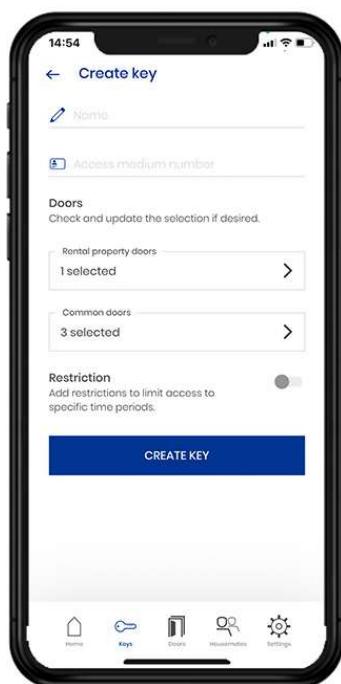 14:54
Create key
Name
Access medium number
Doors
Check and update the selection if desired.
Rental property doors
1 selected
Common doors
3 selected
Restriction
Add restrictions to limit access to
specific time periods.
CREATE KEY
Home
Keys
Doors
Housemates
Settings